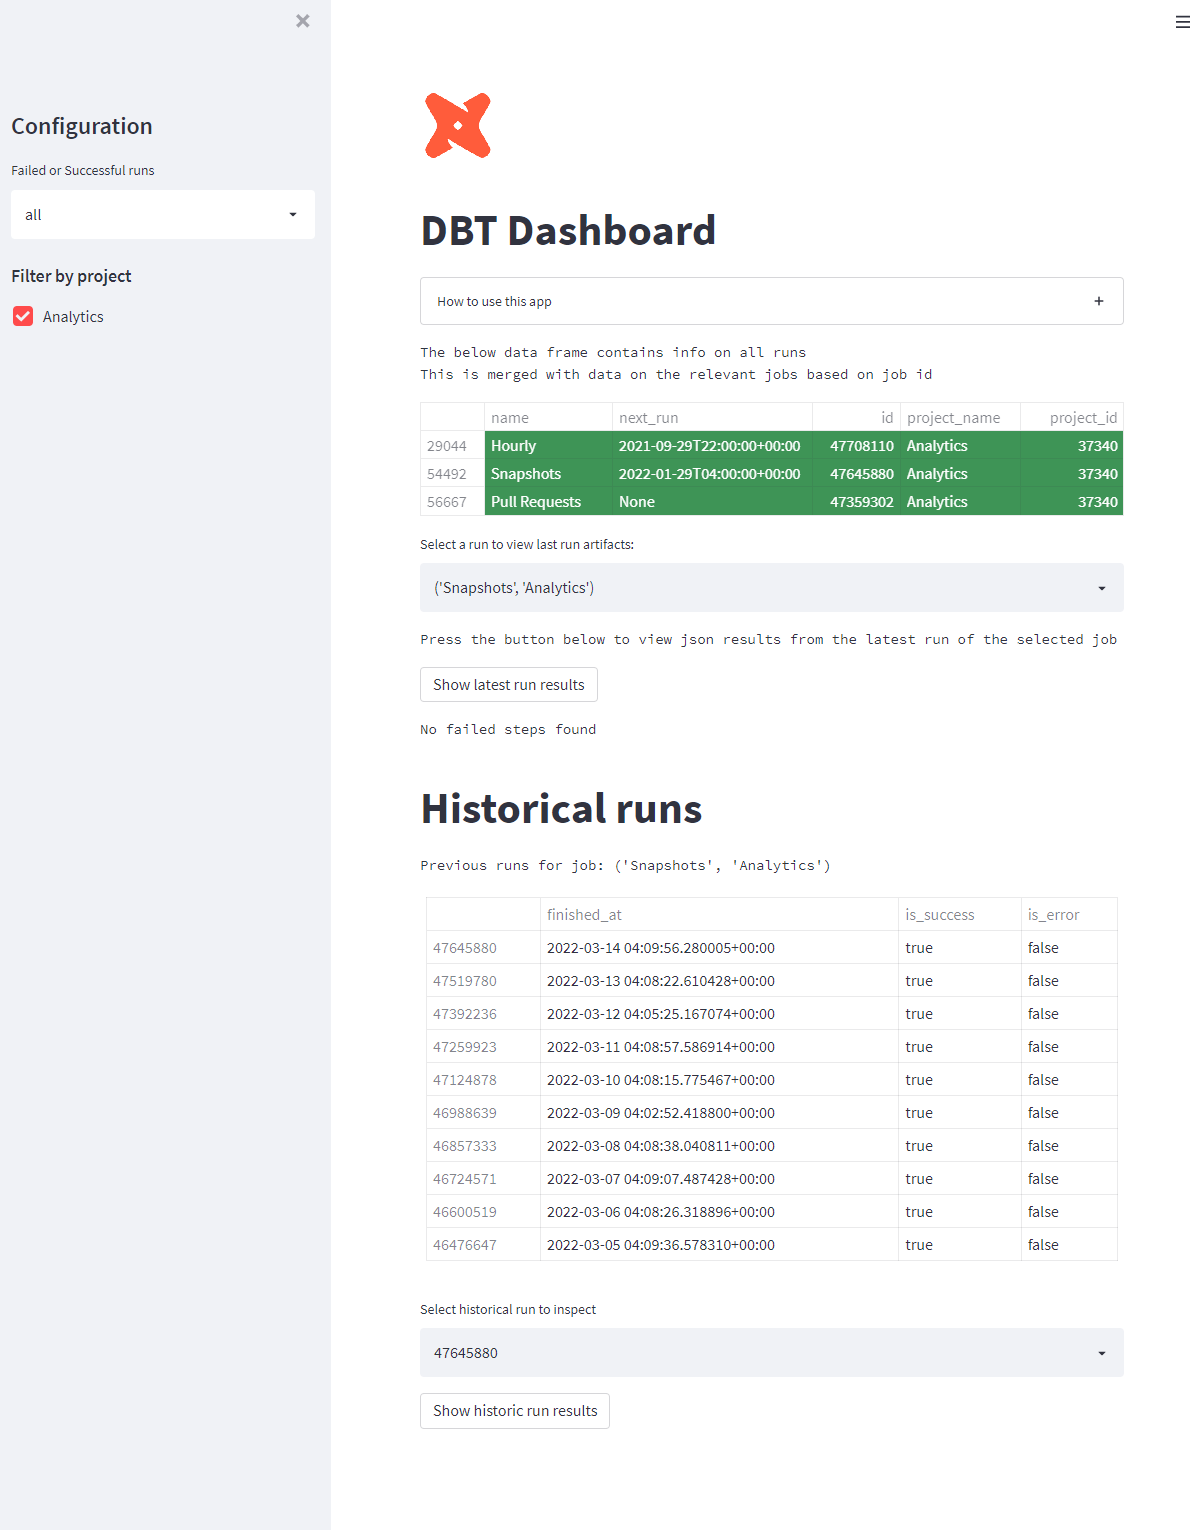 Configuration
Failed or Successful runs
all
Filter by project
Analytics
DBT Dashboard
How to use this app
The below data frame contains info on all runs
This is merged with data on the relevant jobs based on job id
name next_run id project_name project_id
29044 Hourly 2021-09-29T22:00:00+00:00 47708110 Analytics 37340
54492 Snapshots 2022-01-29T04:00:00+00:00 47645880 Analytics 37340
56667 Pull Requests None 47359302 Analytics 37340
Select a run to view last run artifacts:
('Snapshots', 'Analytics')
Press the button below to view json results from the latest run of the selected job
Show latest run results
No failed steps found
Historical runs
Previous runs for job: ('Snapshots', 'Analytics')
finished_at is_success is_error
47645880 2022-03-14 04:09:56.280005+00:00 true false
47519780 2022-03-13 04:08:22.610428+00:00 true false
47392236 2022-03-12 04:05:25.167074+00:00 true false
47259923 2022-03-11 04:08:57.586914+00:00 true false
47124878 2022-03-10 04:08:15.775467+00:00 true false
46988639 2022-03-09 04:02:52.418800+00:00 true false
46857333 2022-03-08 04:08:38.040811+00:00 true false
46724571 2022-03-07 04:09:07.487428+00:00 true false
46600519 2022-03-06 04:08:26.318896+00:00 true false
46476647 2022-03-05 04:09:36.578310+00:00 true false
Select historical run to inspect
47645880
Show historic run results